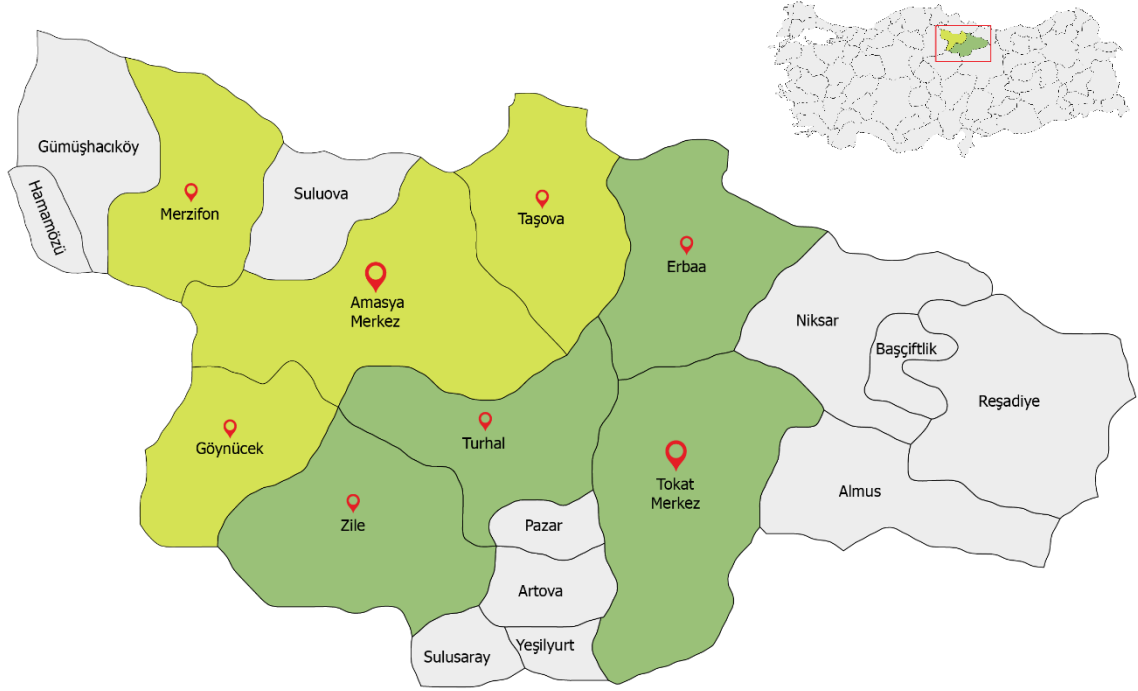 Gümüşhacıköy
Hamamözü
Merzifon
Suluova
Taşova
Amasya
Merkez
Erbaa
Niksar
Başçiftlik
Reşadiye
Göynücek
Turhal
Tokat
Merkez
Almus
Zile
Pazar
Artova
Yeşilyurt
Sulusaray